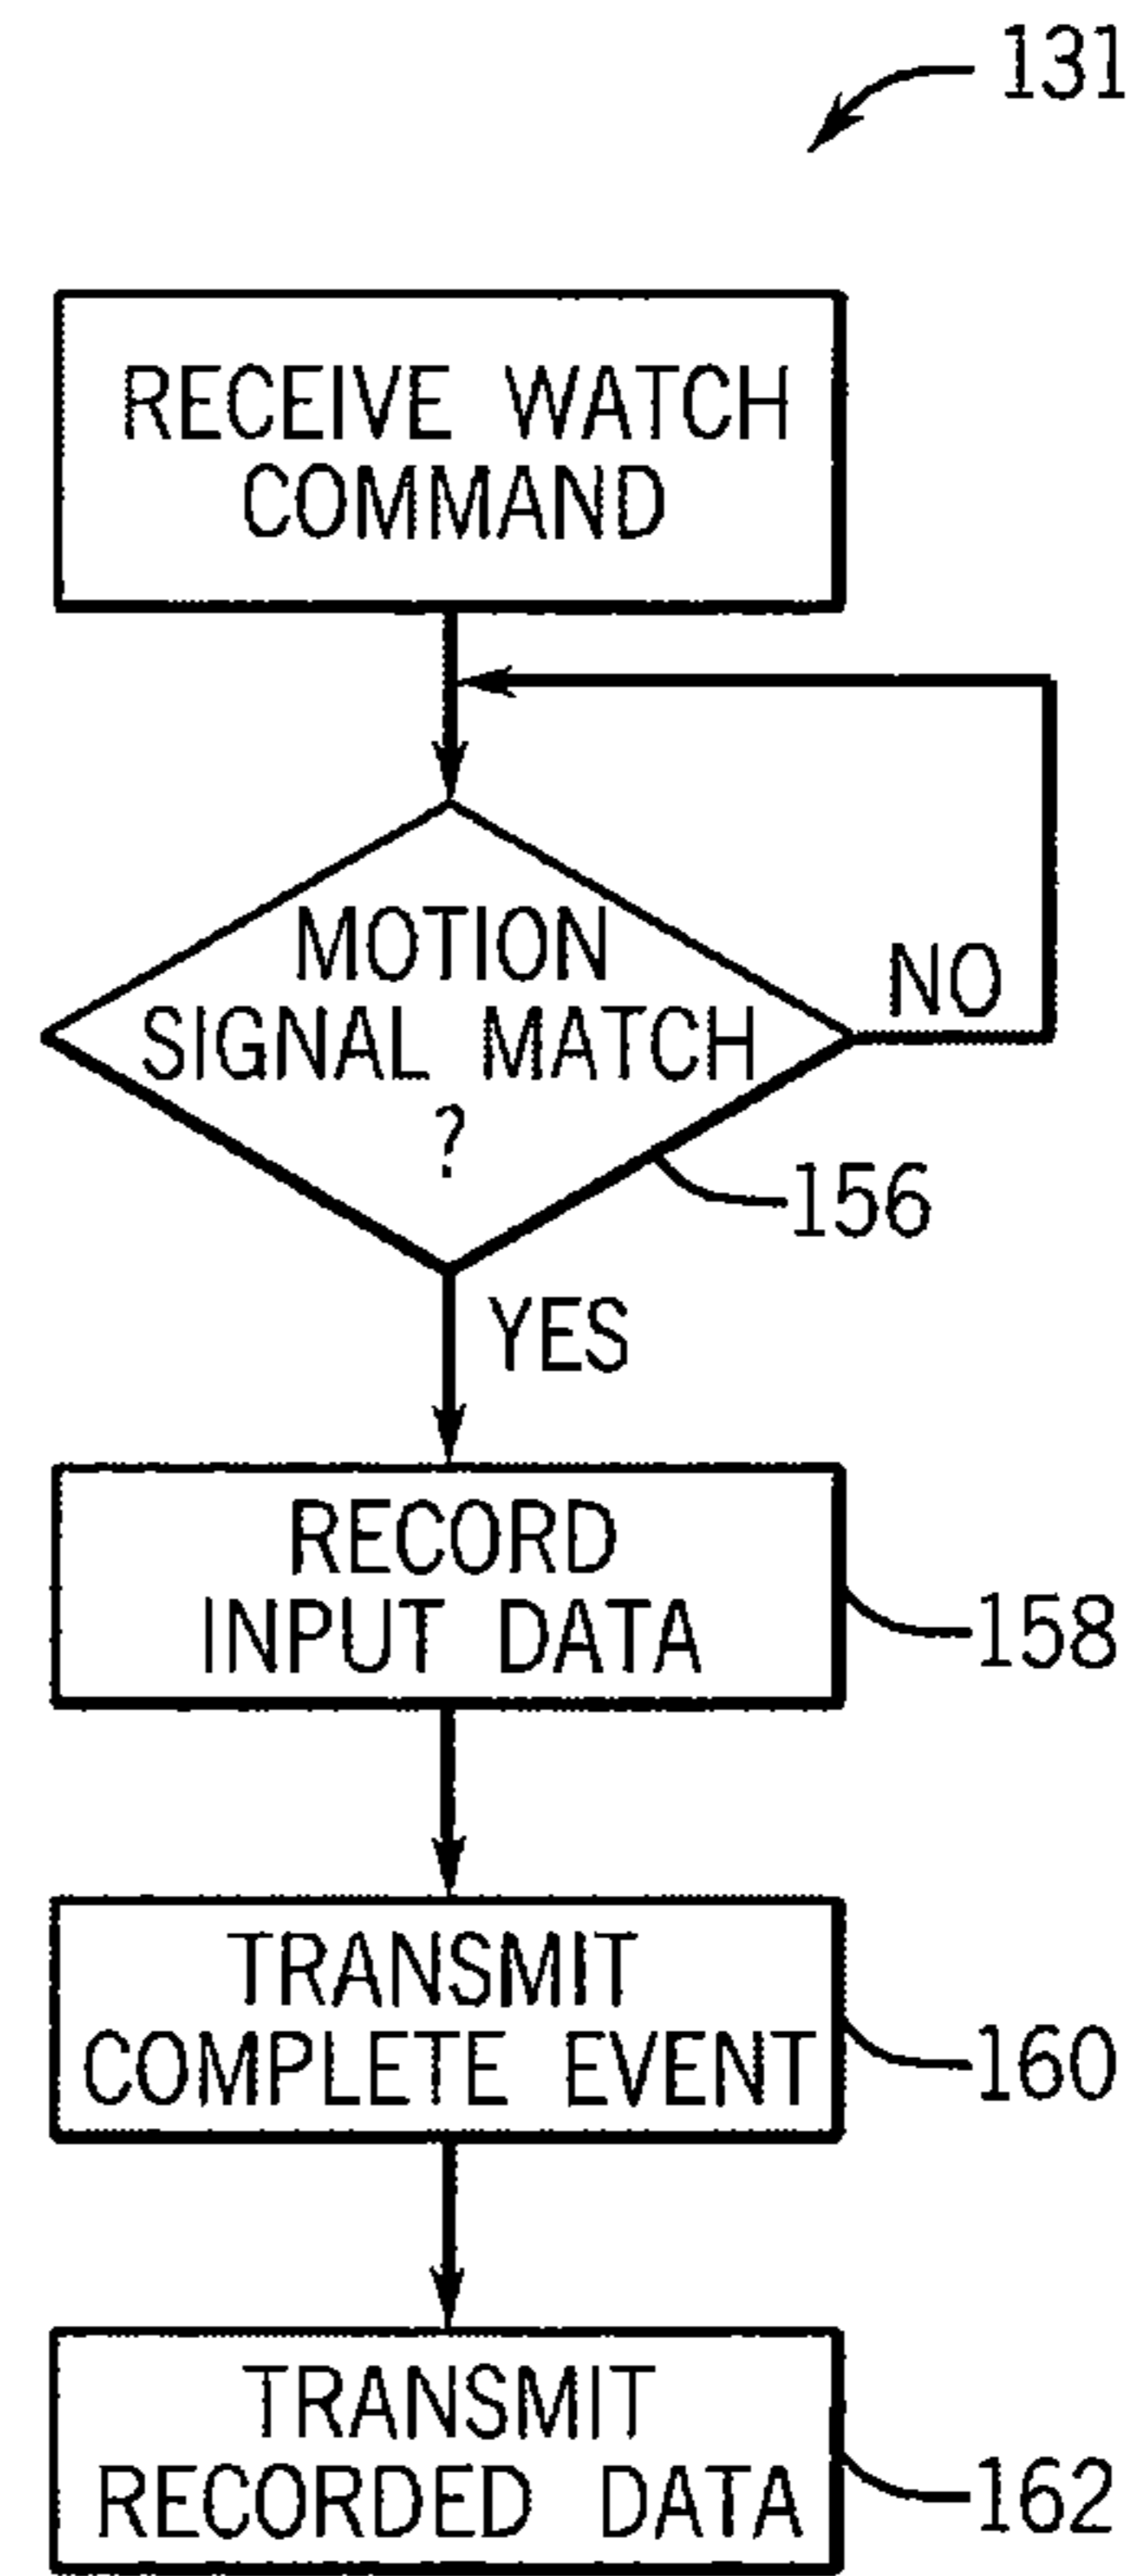 131
RECEIVE WATCH
COMMAND
MOTION
SIGNAL MATCH
?
NO
156
YES
RECORD
INPUT DATA
158
TRANSMIT
COMPLETE EVENT
160
TRANSMIT
RECORDED DATA
162